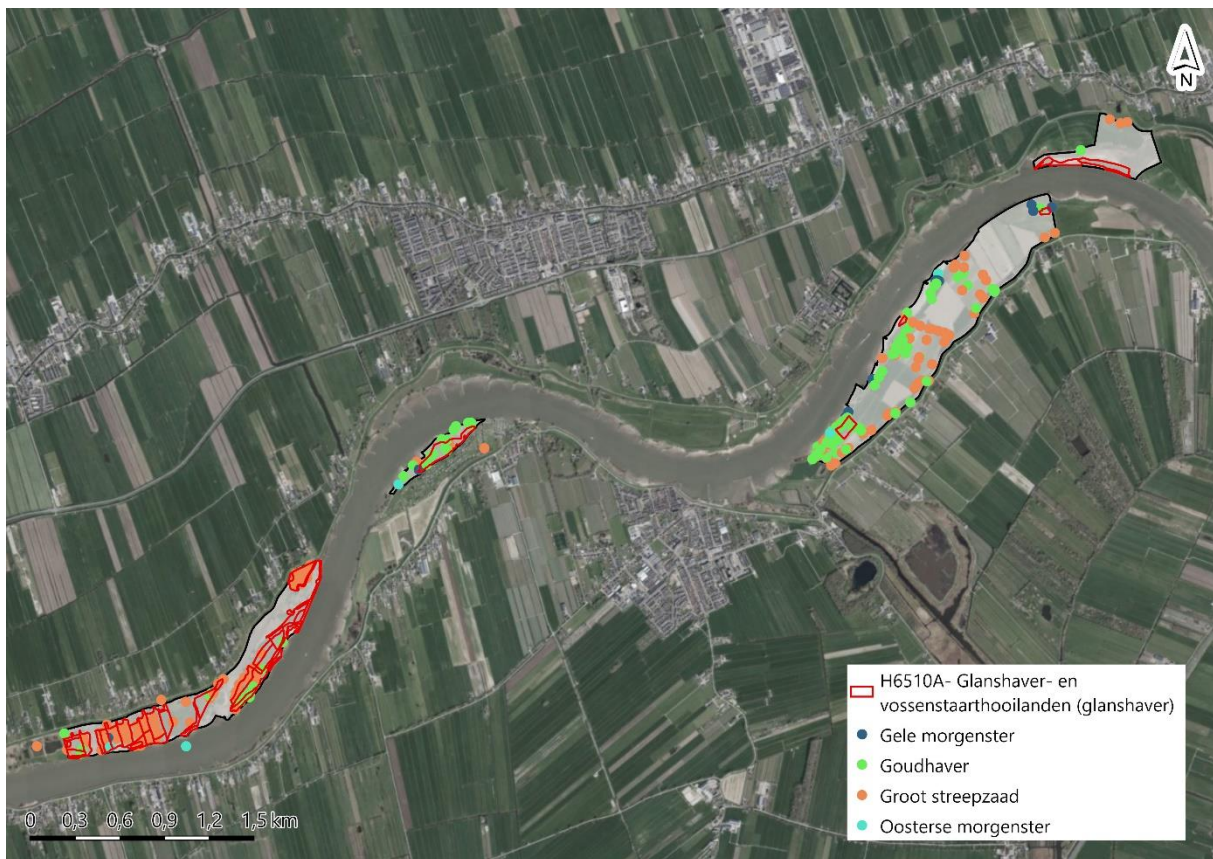 N
H6510A- Glanshaver- en
vossenstaarthooilanden (glanshaver)
Gele morgenster
Goudhaver
Groot streepzaad
Oosterse morgenster
0 0,3 0,6 0,9 1,2 1,5 km